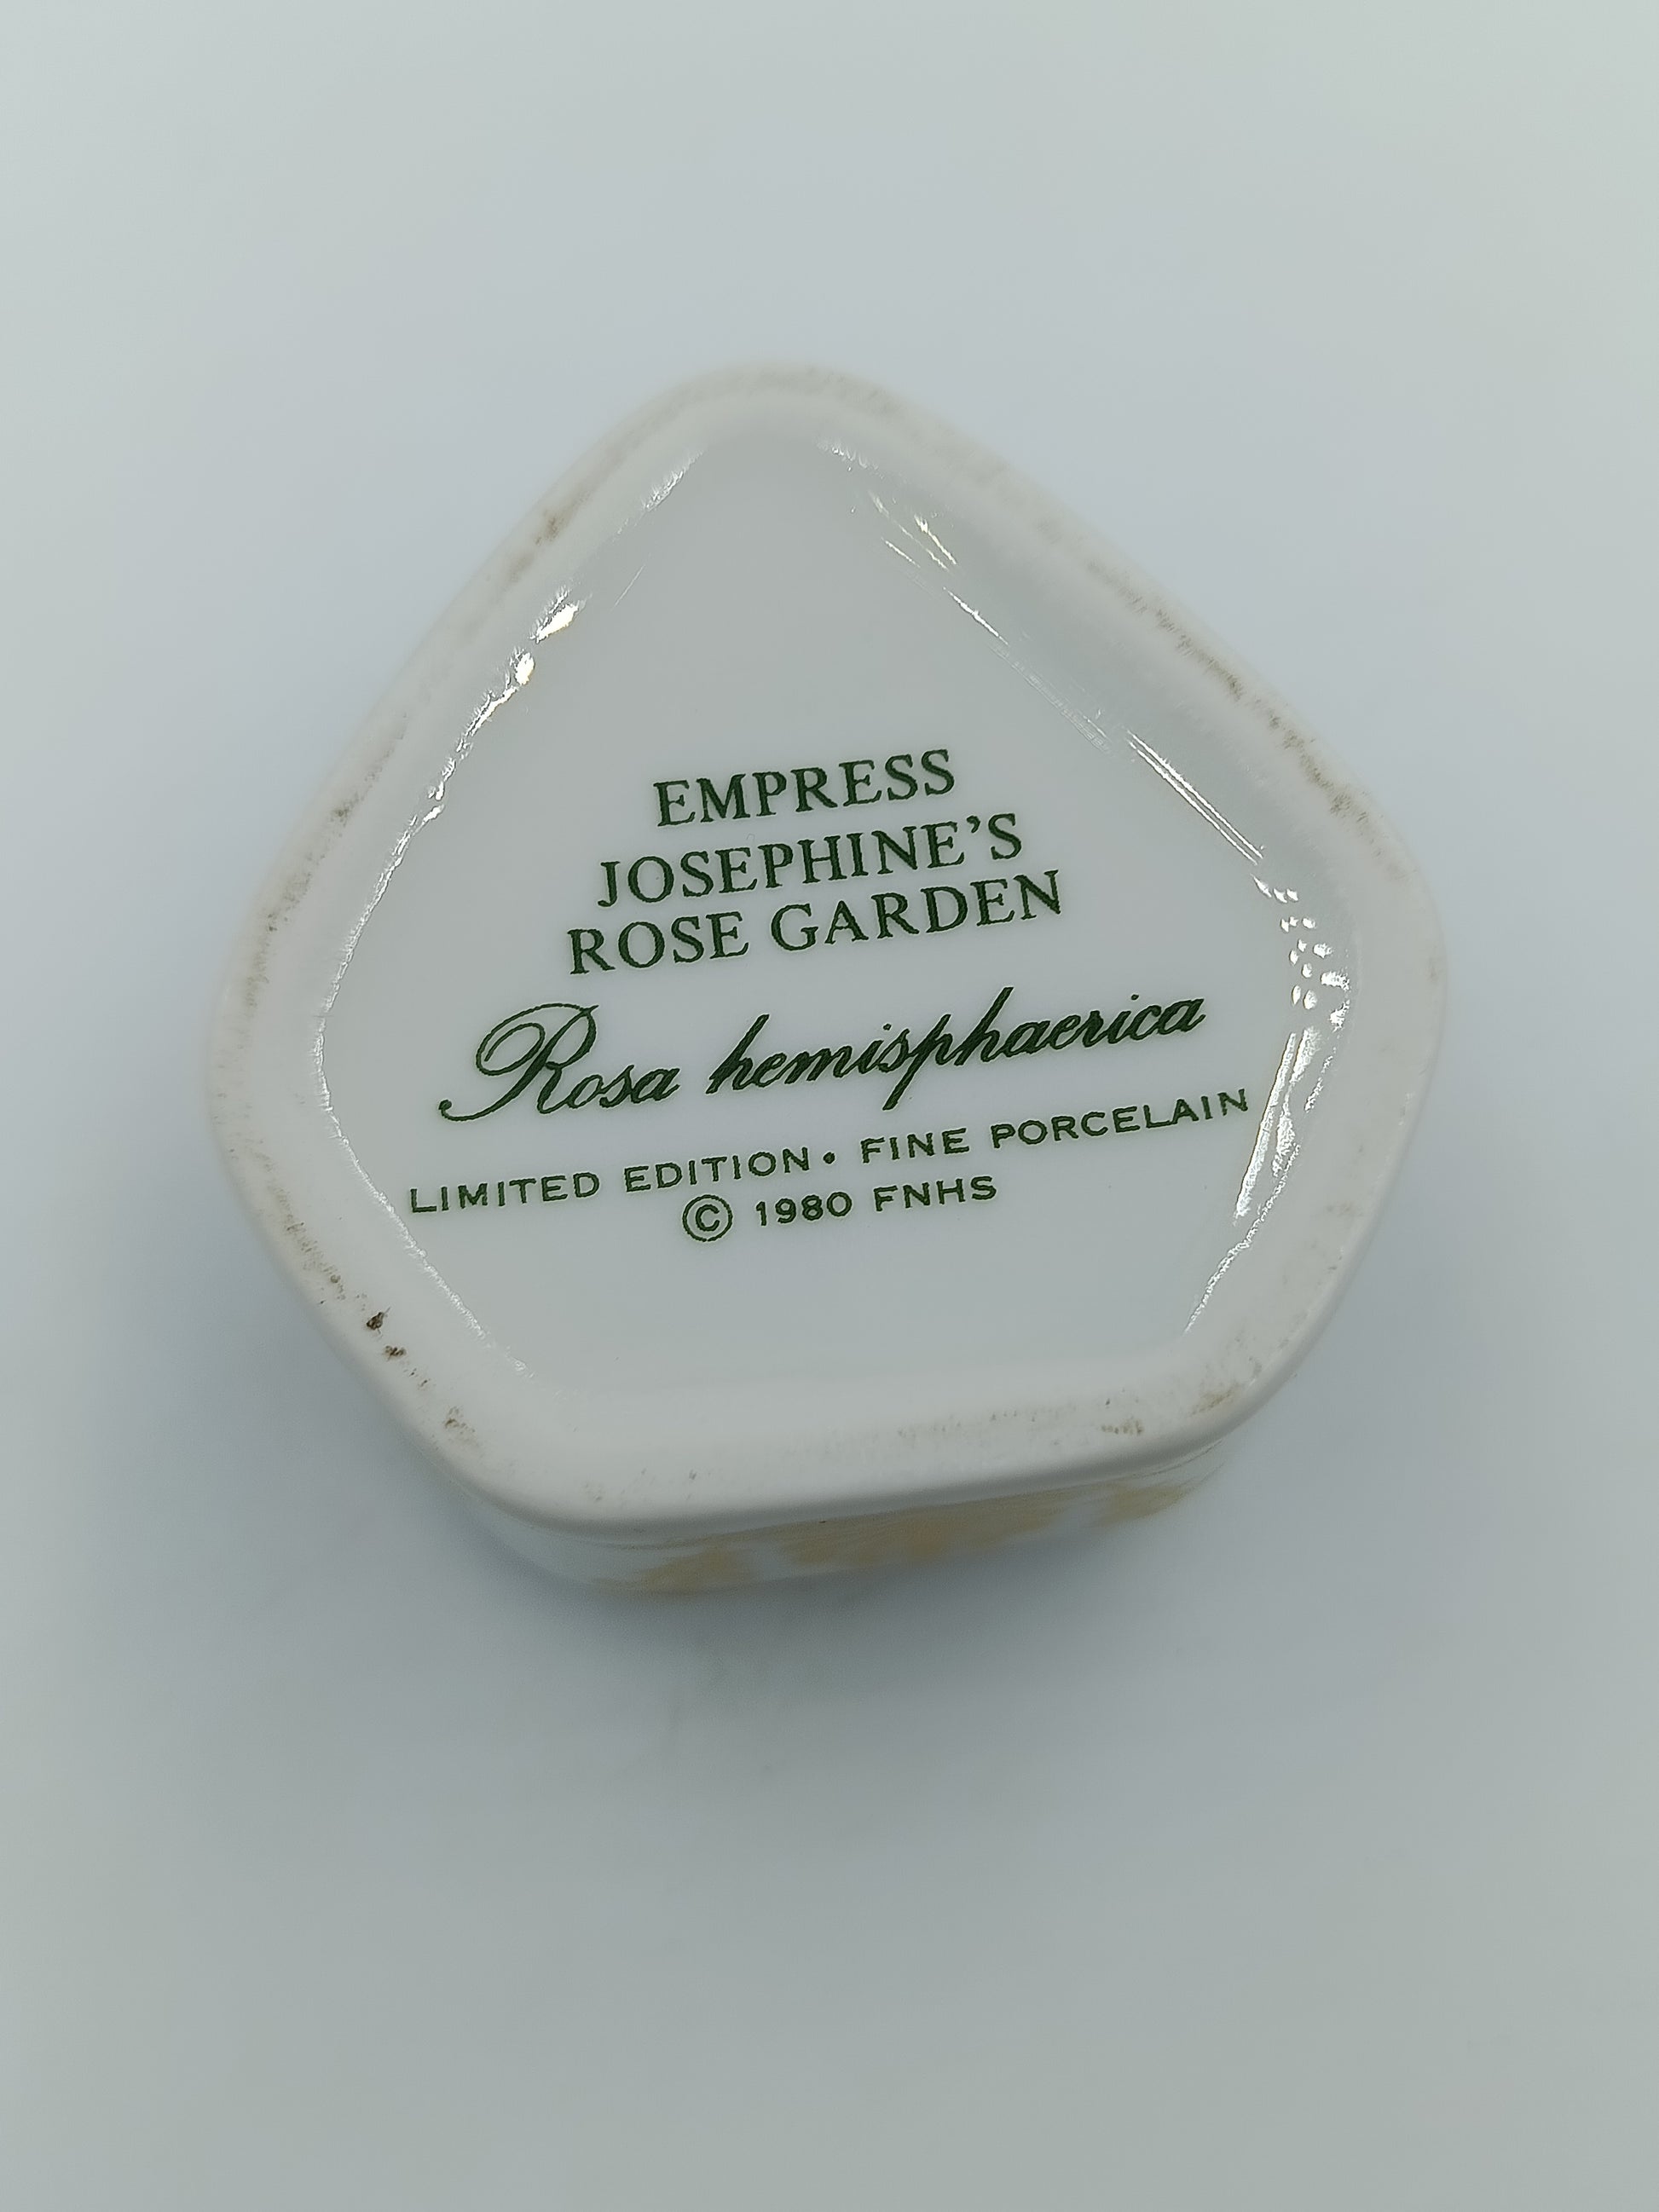 EMPRESS
JOSEPHINE’S
ROSE GARDEN
Rosa hemisphaerica
LIMITED EDITION • FINE PORCELAIN
© 1980 FNHS